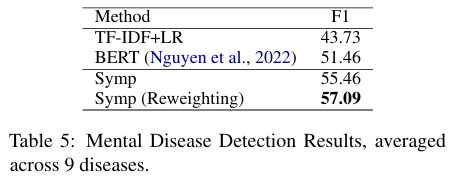 Method F1
TF-IDF+LR 43.73
BERT (Nguyen et al., 2022) 51.46
Symp 55.46
Symp (Reweighting) 57.09
Table 5: Mental Disease Detection Results, averaged
across 9 diseases.